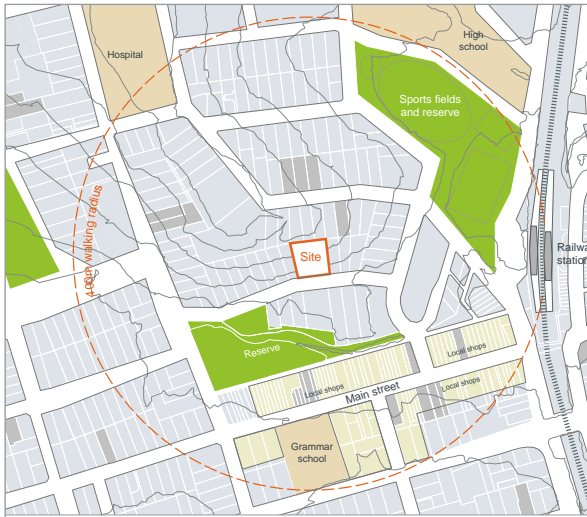 Hospital
High
school
Sports fields
and reserve
400m walking radius
Site
Railwa
station
Reserve
Local shops
Local shops
Local shops
Main street
Grammar
school